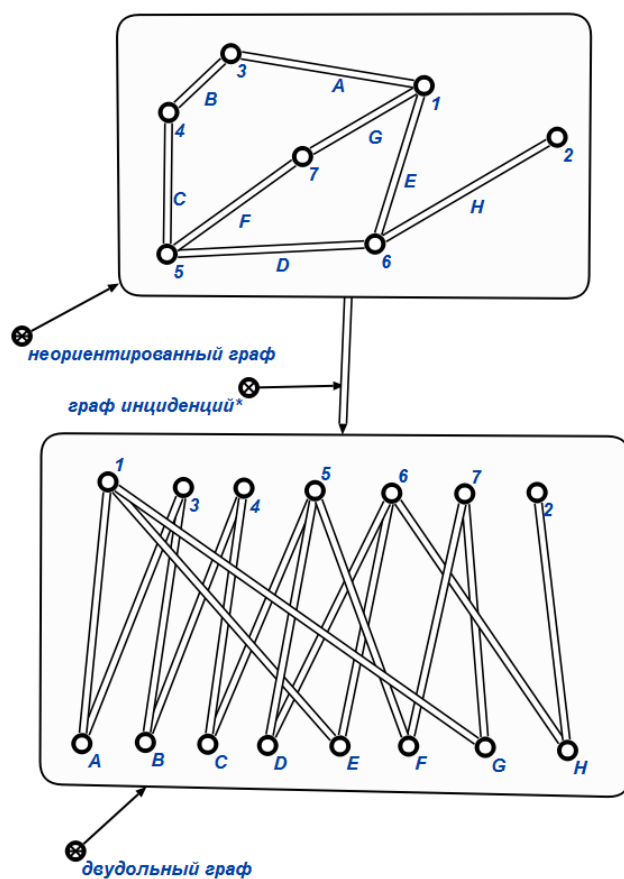 3
A
B
1
4
G
2
7
E
C
H
F
5
D
6
неориентированный граф
граф инциденций*
1
3
4
5
6
7
2
A
B
C
D
E
F
G
H
двудольный граф